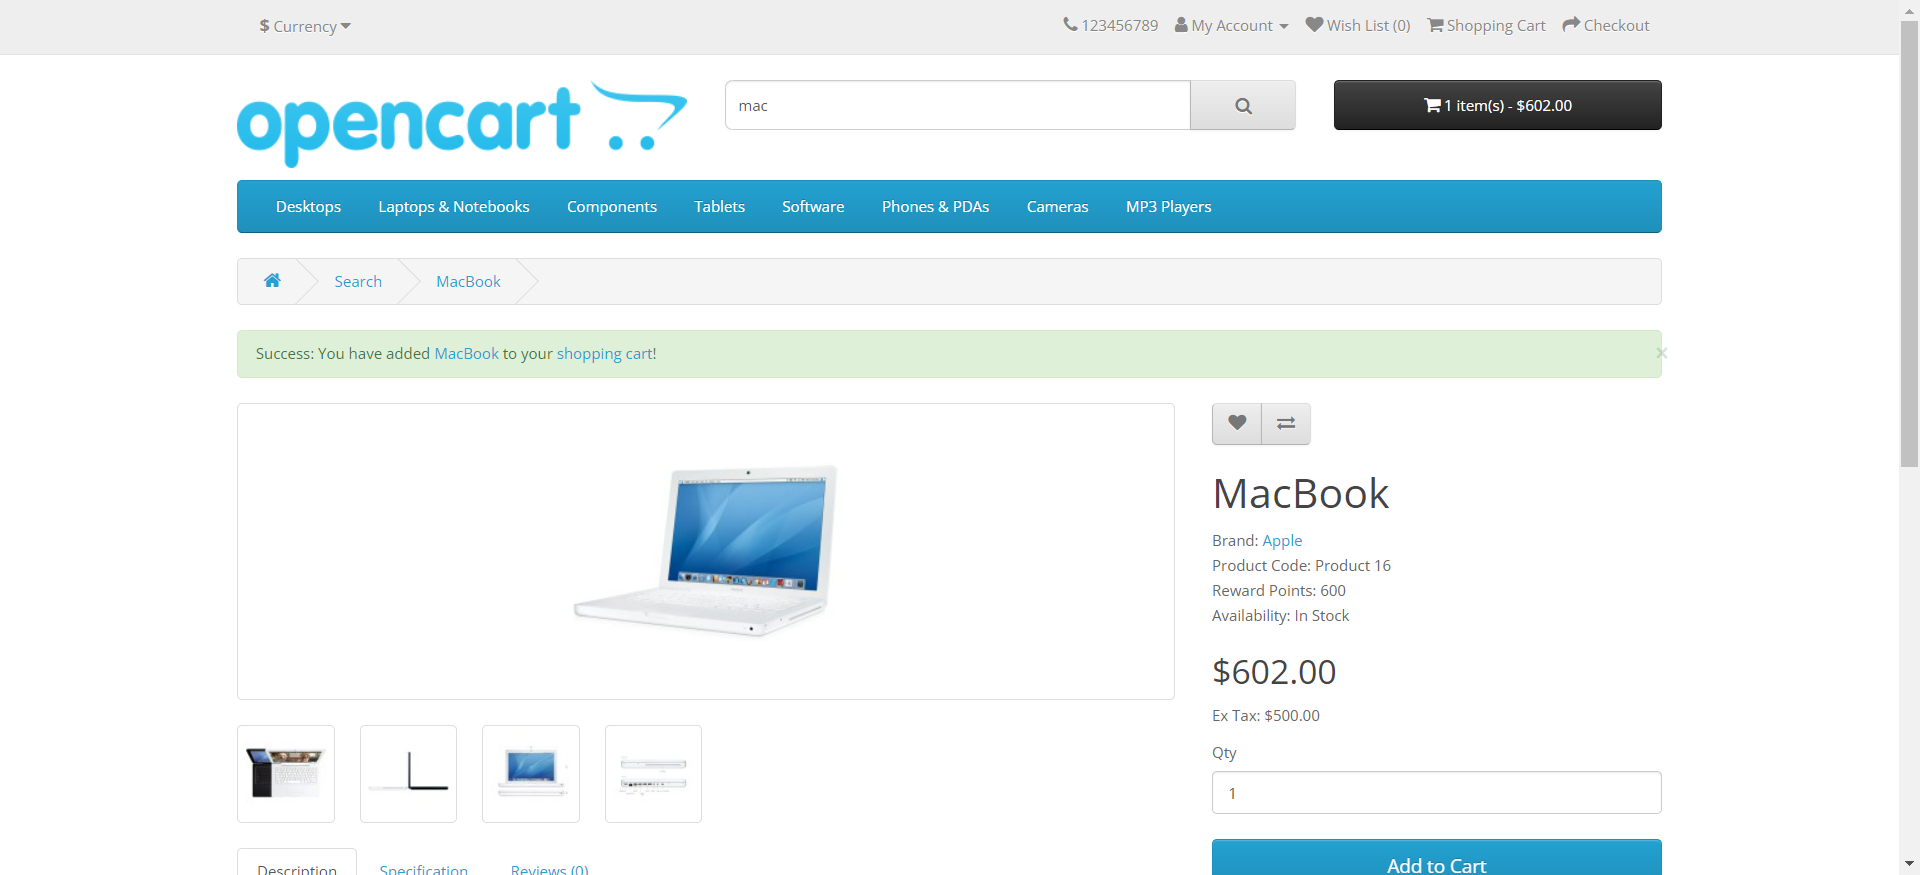 $ Currency
123456789 My Account Wish List (0) Shopping Cart Checkout
opencart
mac
1 item(s) - $602.00
Desktops Laptops & Notebooks Components Tablets Software Phones & PDAs Cameras MP3 Players
Search MacBook
Success: You have added MacBook to your shopping cart!
×
MacBook
Brand: Apple
Product Code: Product 16
Reward Points: 600
Availability: In Stock
$602.00
Ex Tax: $500.00
Qty
1
Add to Cart
Description Specification Reviews (0)